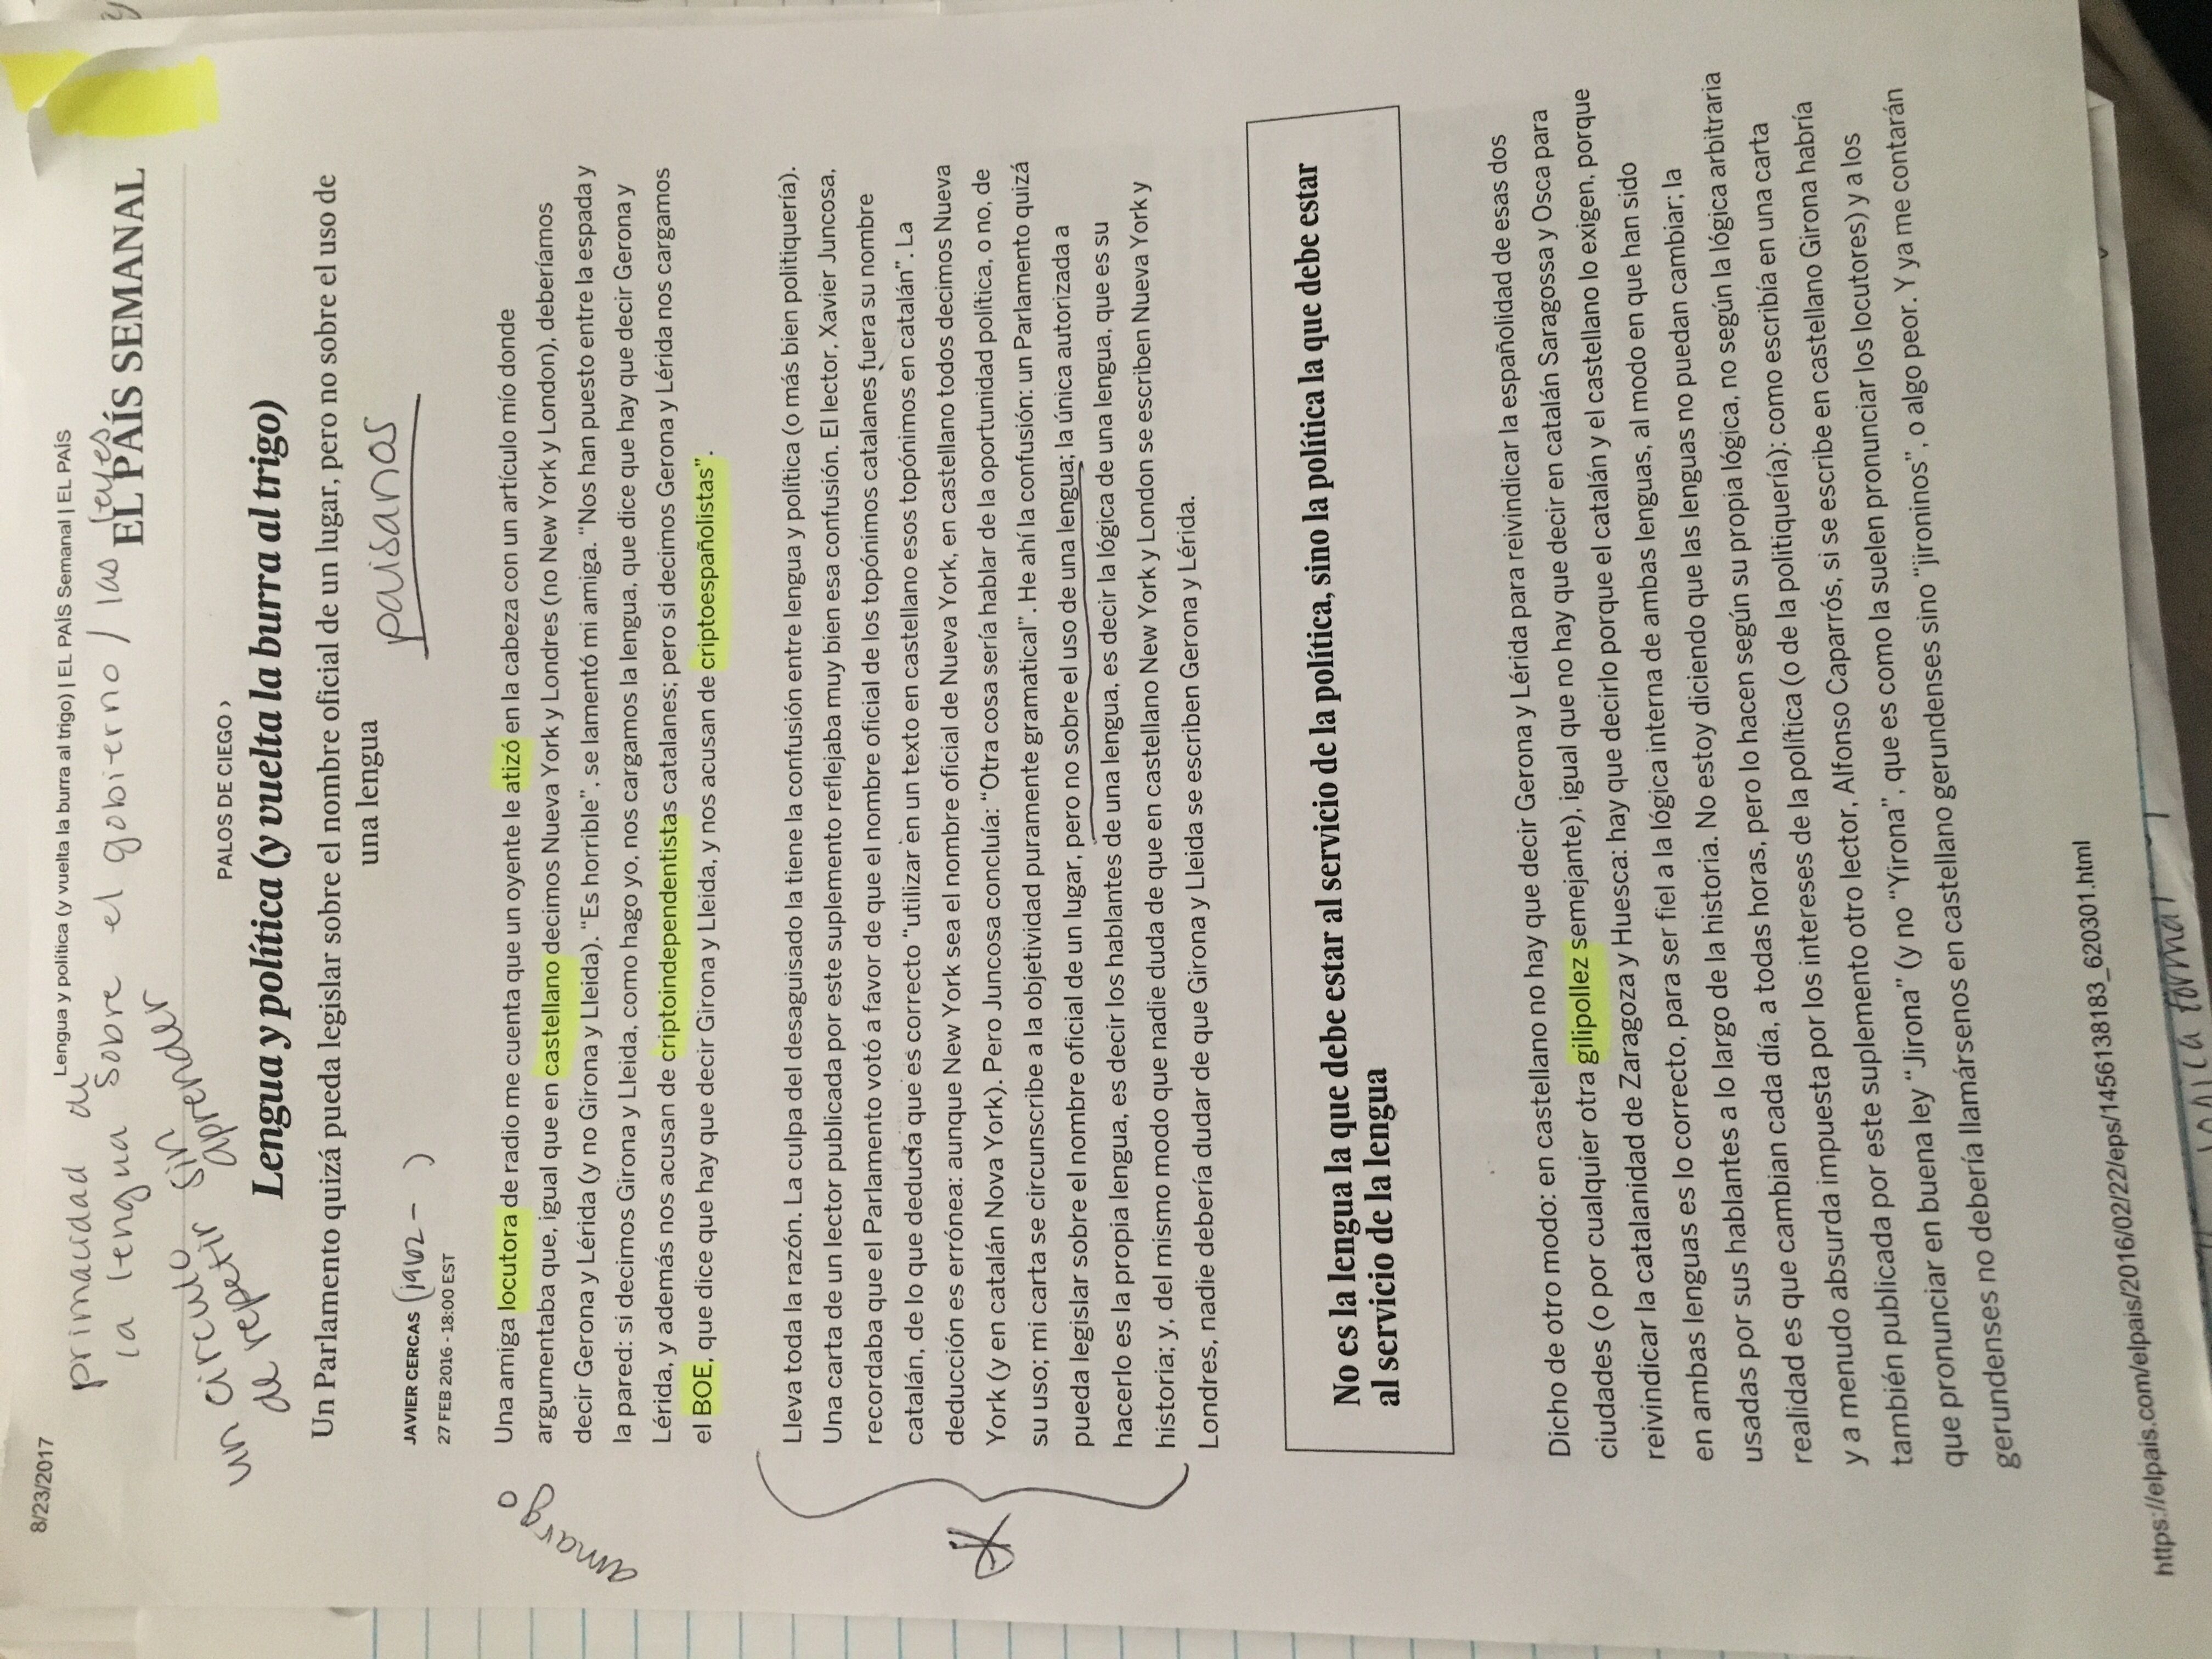 8/23/2017
Lengua y política (y vuelta la burra al trigo) | EL PAÍS Semanal | EL PAÍS
primacidad de
la lengua sobre el gobierno / las leyes
EL PAÍS SEMANAL
un circulo
de repetir sin
aprender
PALOS DE CIEGO ›
Lengua y política (y vuelta la burra al trigo)
Un Parlamento quizá pueda legislar sobre el nombre oficial de un lugar, pero no sobre el uso de
una lengua
paisanos
JAVIER CERCAS (1962 - )
27 FEB 2016 - 18:00 EST
amargo
Una amiga locutora de radio me cuenta que un oyente le atizó en la cabeza con un artículo mío donde
argumentaba que, igual que en castellano decimos Nueva York y Londres (no New York y London), deberíamos
decir Gerona y Lérida (y no Girona y Lleida). “Es horrible”, se lamentó mi amiga. “Nos han puesto entre la espada y
la pared: si decimos Girona y Lleida, como hago yo, nos cargamos la lengua, que dice que hay que decir Gerona y
Lérida, y además nos acusan de criptoindependentistas catalanes; pero si decimos Gerona y Lérida nos cargamos
el BOE, que dice que hay que decir Girona y Lleida, y nos acusan de criptoespañolistas”.
Lleva toda la razón. La culpa del desaguisado la tiene la confusión entre lengua y política (o más bien politiquería).
Una carta de un lector publicada por este suplemento reflejaba muy bien esa confusión. El lector, Xavier Juncosa,
recordaba que el Parlamento votó a favor de que el nombre oficial de los topónimos catalanes fuera su nombre
catalán, de lo que deducía que es correcto “utilizar en un texto en castellano esos topónimos en catalán”. La
deducción es errónea: aunque New York sea el nombre oficial de Nueva York, en castellano todos decimos Nueva
York (y en catalán Nova York). Pero Juncosa concluía: “Otra cosa sería hablar de la oportunidad política, o no, de
su uso; mi carta se circunscribe a la objetividad puramente gramatical”. He ahí la confusión: un Parlamento quizá
pueda legislar sobre el nombre oficial de un lugar, pero no sobre el uso de una lengua; la única autorizada a
hacerlo es la propia lengua, es decir los hablantes de una lengua, es decir la lógica de una lengua, que es su
historia; y, del mismo modo que nadie duda de que en castellano New York y London se escriben Nueva York y
Londres, nadie debería dudar de que Girona y Lleida se escriben Gerona y Lérida.
No es la lengua la que debe estar al servicio de la política, sino la política la que debe estar
al servicio de la lengua
Dicho de otro modo: en castellano no hay que decir Gerona y Lérida para reivindicar la españolidad de esas dos
ciudades (o por cualquier otra gilipollez semejante), igual que no hay que decir en catalán Saragossa y Osca para
reivindicar la catalanidad de Zaragoza y Huesca: hay que decirlo porque el catalán y el castellano lo exigen, porque
en ambas lenguas es lo correcto, para ser fiel a la lógica interna de ambas lenguas, al modo en que han sido
usadas por sus hablantes a lo largo de la historia. No estoy diciendo que las lenguas no puedan cambiar; la
realidad es que cambian cada día, a todas horas, pero lo hacen según su propia lógica, no según la lógica arbitraria
y a menudo absurda impuesta por los intereses de la política (o de la politiquería): como escribía en una carta
también publicada por este suplemento otro lector, Alfonso Caparrós, si se escribe en castellano Girona habría
que pronunciar en buena ley “Jirona” (y no “Yirona”, que es como la suelen pronunciar los locutores) y a los
gerundenses no debería llamársenos en castellano gerundenses sino “jironinos”, o algo peor. Y ya me contarán
https://elpais.com/elpais/2016/02/22/eps/1456138183_620301.html
formal